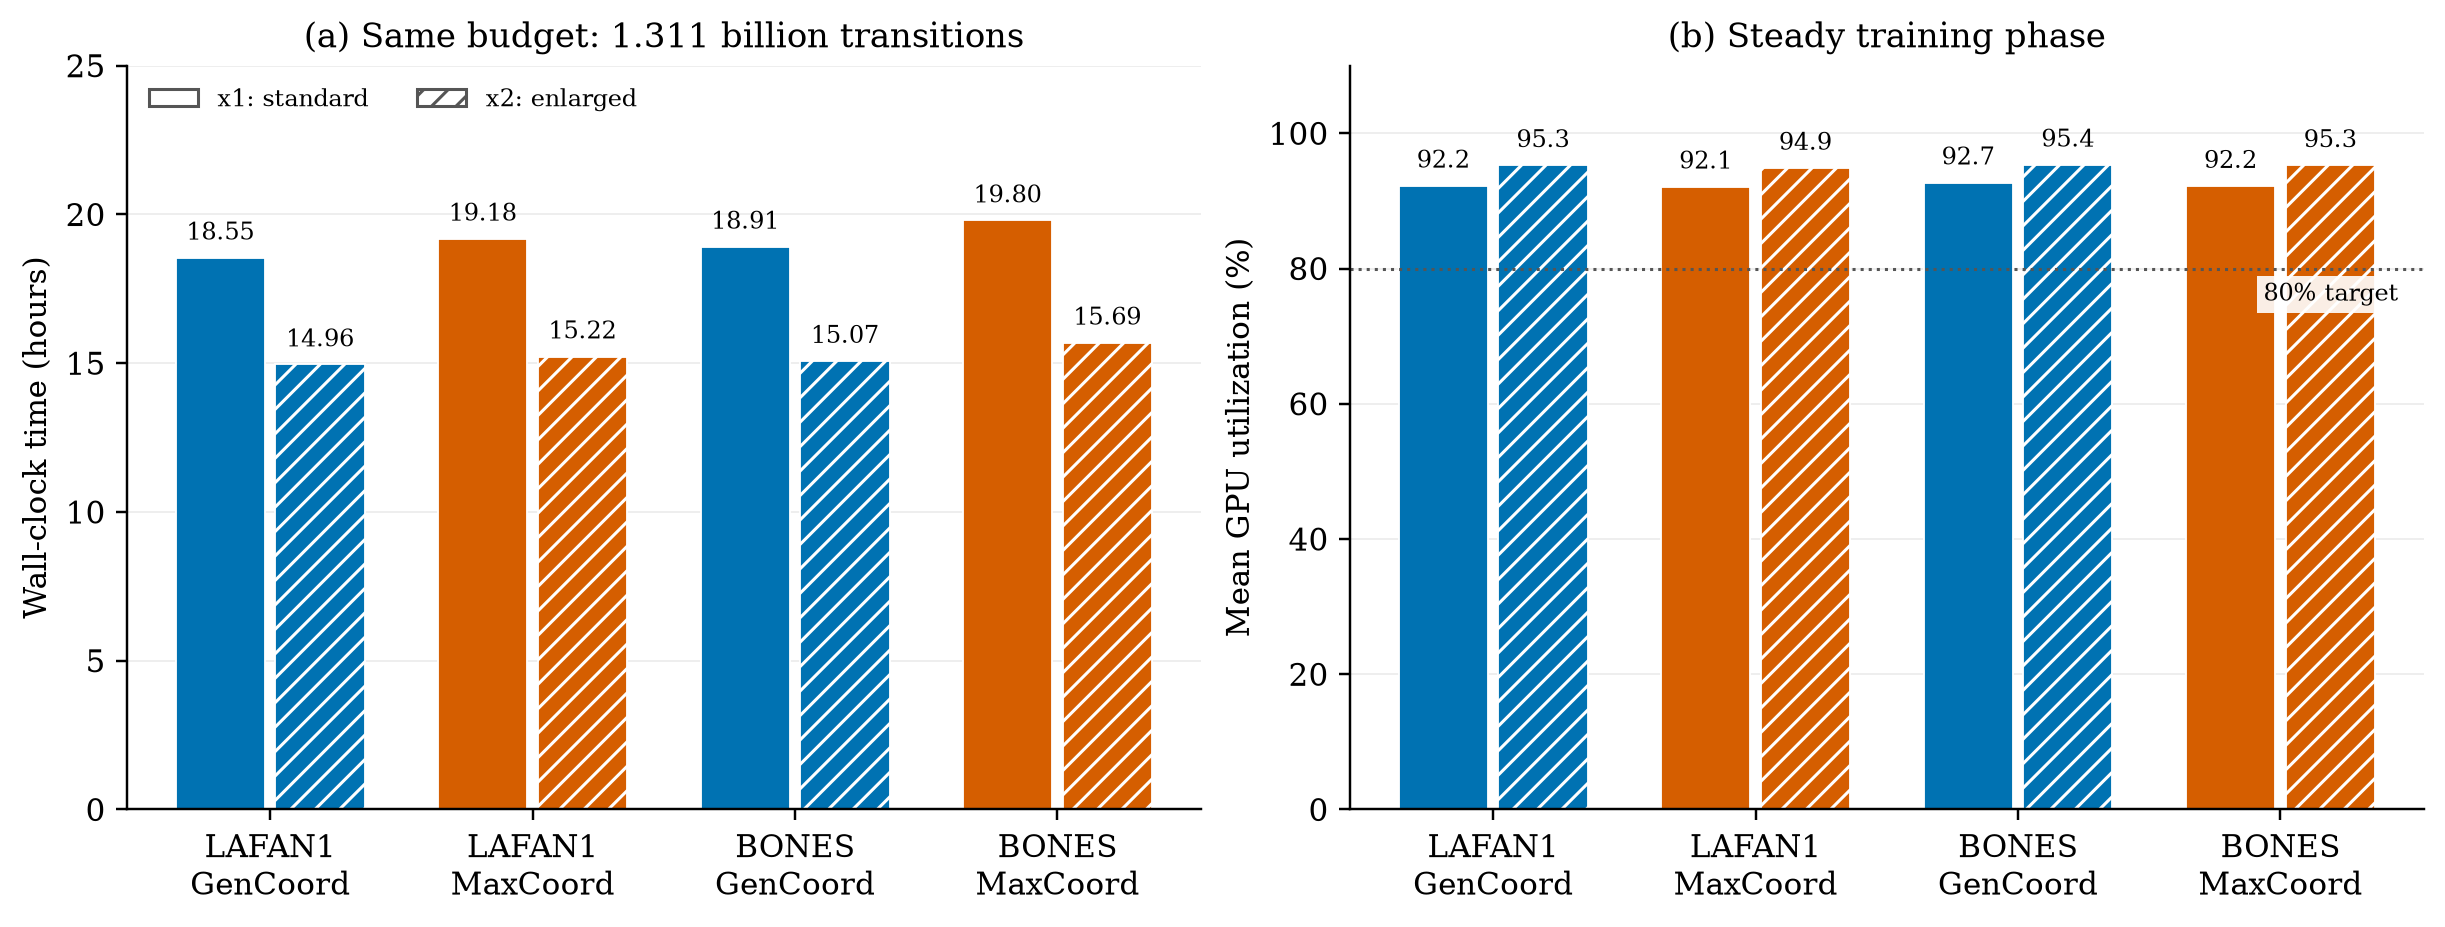 (a) Same budget: 1.311 billion transitions
Wall-clock time (hours)
25
20
15
10
5
0
x1: standard
x2: enlarged
18.55
14.96
19.18
15.22
18.91
15.07
19.80
15.69
LAFAN1
GenCoord
LAFAN1
MaxCoord
BONES
GenCoord
BONES
MaxCoord
(b) Steady training phase
Mean GPU utilization (%)
100
80
60
40
20
0
92.2
95.3
92.1
94.9
92.7
95.4
92.2
95.3
80% target
LAFAN1
GenCoord
LAFAN1
MaxCoord
BONES
GenCoord
BONES
MaxCoord